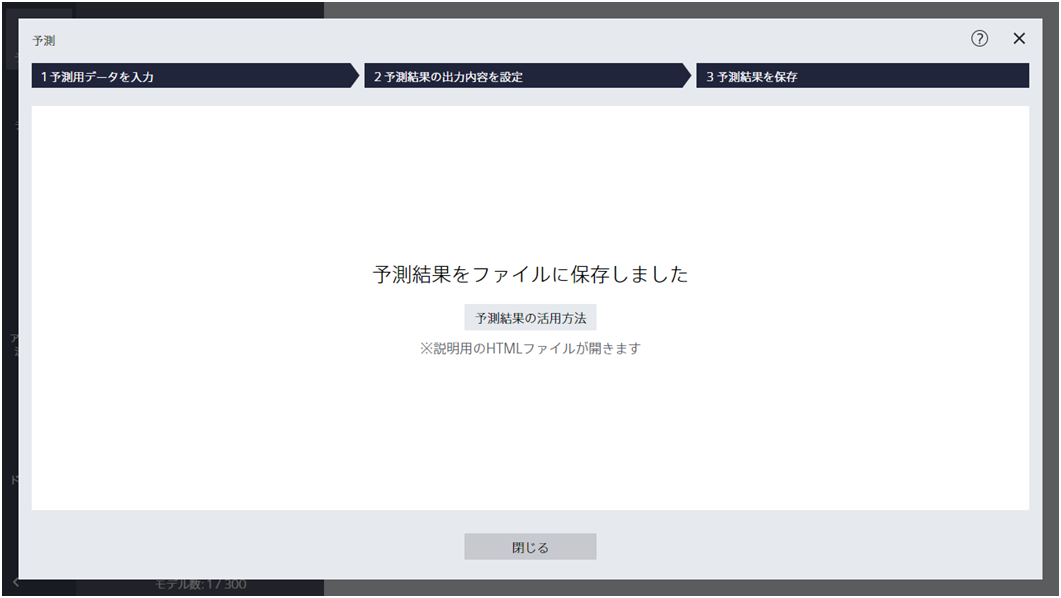 予測
?
1 予測用データを入力
2 予測結果の出力内容を設定
3 予測結果を保存
予測結果をファイルに保存しました
予測結果の活用方法
※説明用のHTMLファイルが開きます
閉じる
モデル数: 1 / 300